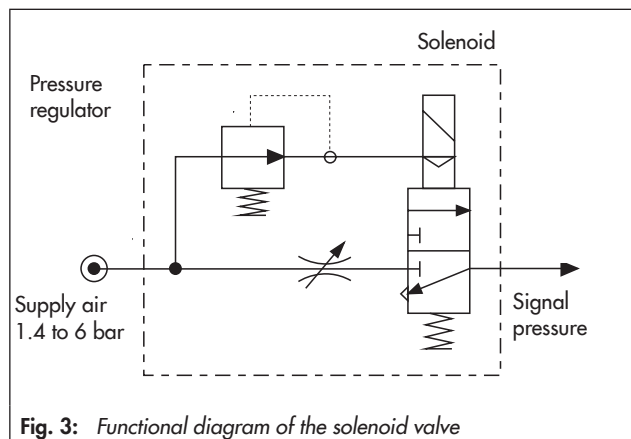 Solenoid
Pressure
regulator
Supply air
1.4 to 6 bar
Signal
pressure
Fig. 3: Functional diagram of the solenoid valve